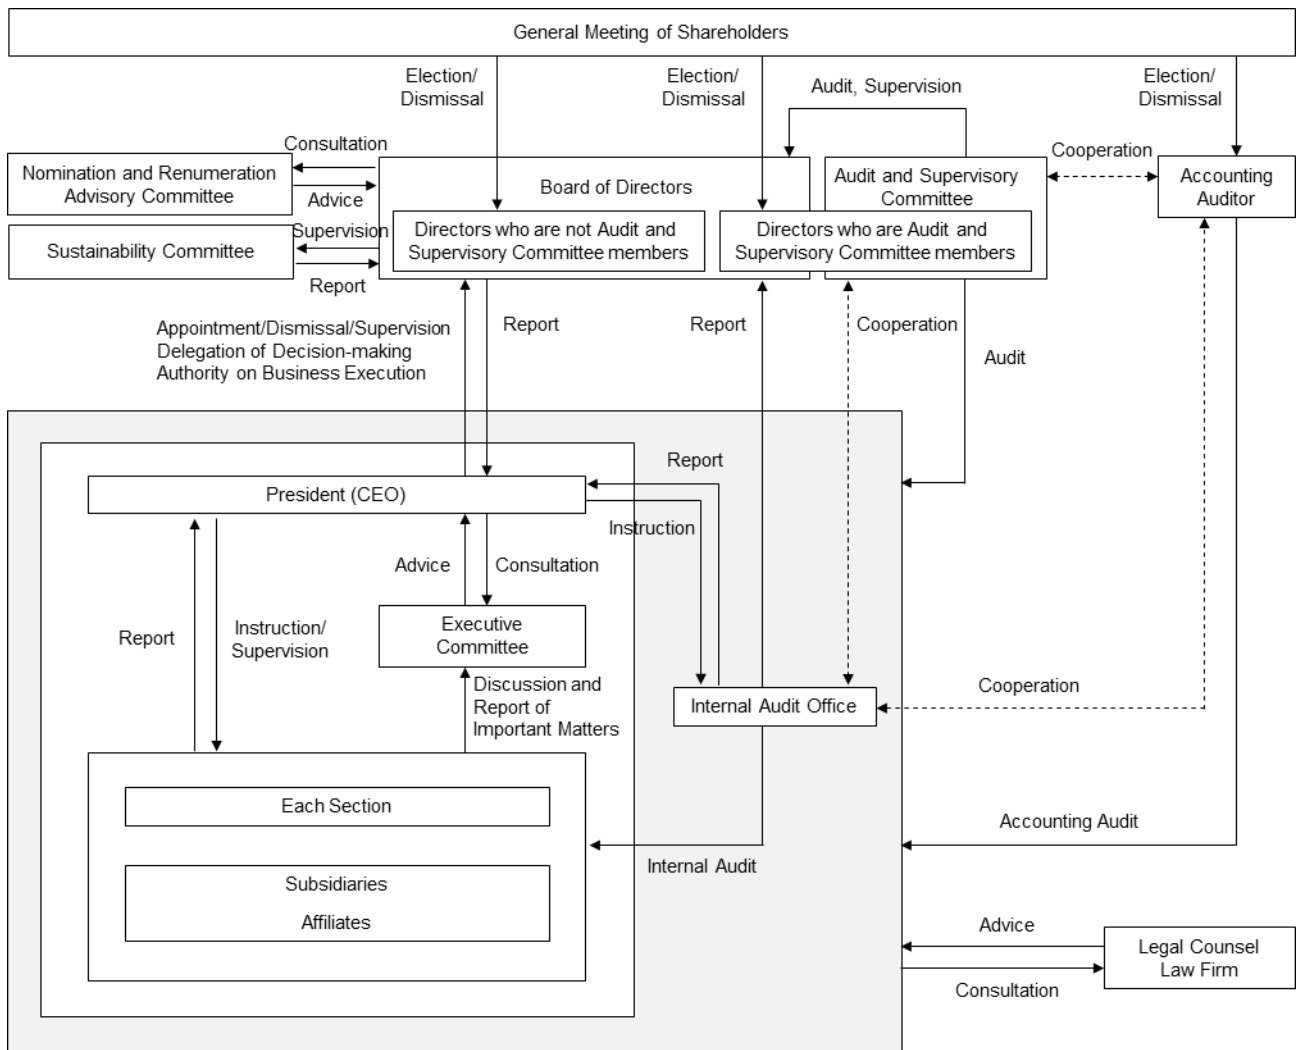 General Meeting of Shareholders
Election/
Dismissal
Election/
Dismissal
Audit, Supervision
Election/
Dismissal
Consultation
Nomination and Renumeration
Advisory Committee
Advice
Board of Directors
Audit and Supervisory
Committee
Cooperation
Accounting
Auditor
Supervision
Sustainability Committee
Report
Directors who are not Audit and
Supervisory Committee members
Directors who are Audit and
Supervisory Committee members
Appointment/Dismissal/Supervision
Delegation of Decision-making
Authority on Business Execution
Report
Report
Cooperation
Audit
President (CEO)
Report
Instruction
Advice
Consultation
Report
Instruction/
Supervision
Executive
Committee
Discussion and
Report of
Important Matters
Internal Audit Office
Cooperation
Each Section
Subsidiaries
Affiliates
Internal Audit
Accounting Audit
Advice
Legal Counsel
Law Firm
Consultation